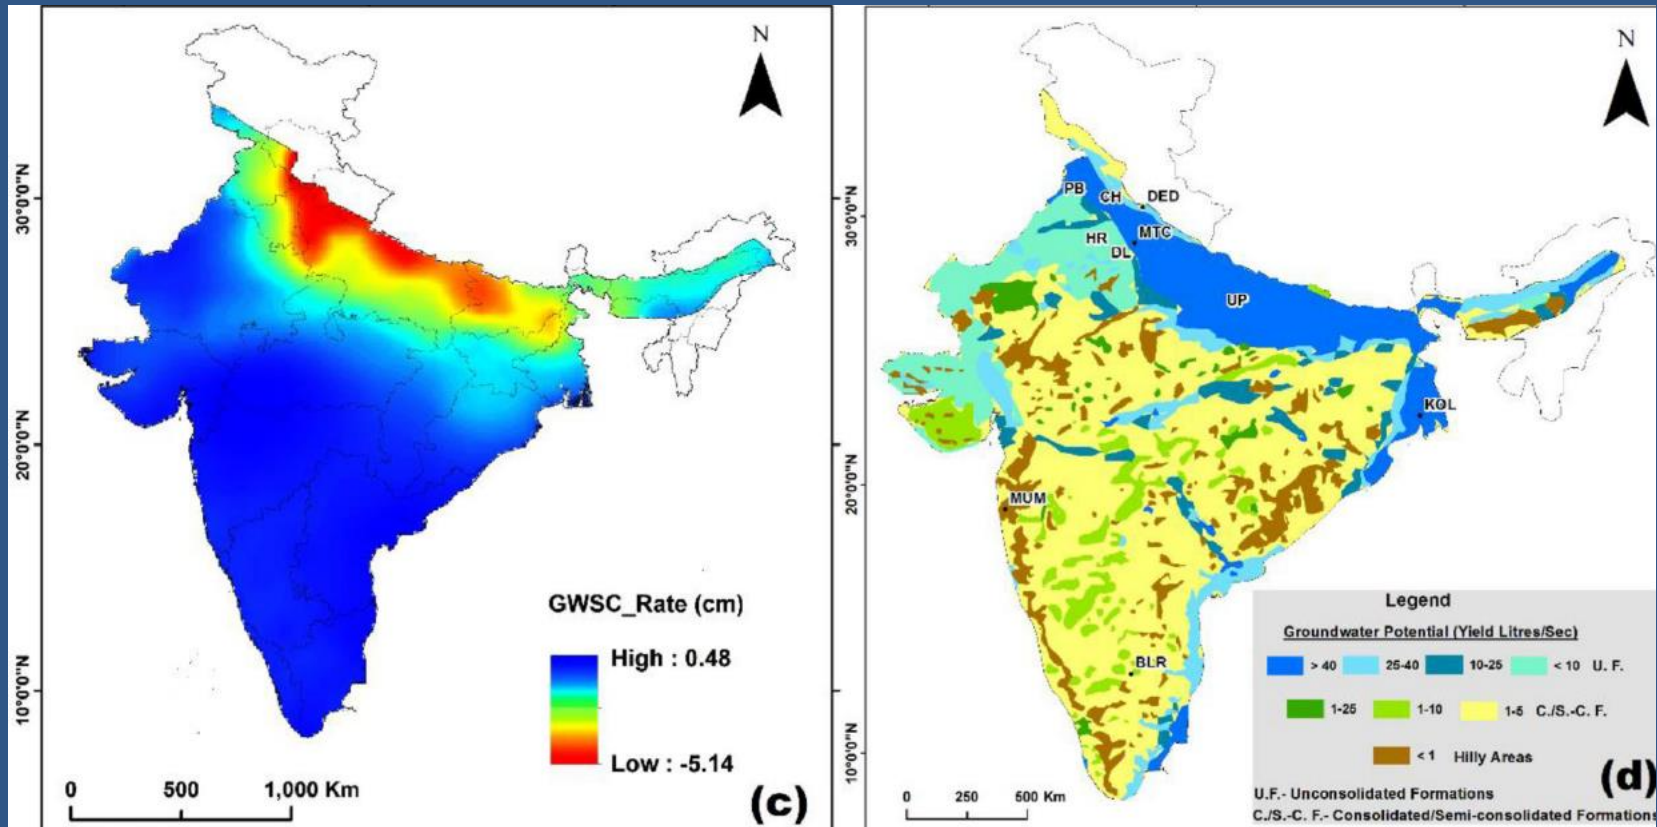 N
30°0'0"N
20°0'0"N
10°0'0"N
GWSC_Rate (cm)
High : 0.48
Low : -5.14
0 500 1,000 Km
(c)
N
30°0'0"N
20°0'0"N
10°0'0"N
PB
CH
DED
HR
MTC
DL
UP
KOL
MUM
BLR
0 250 500 Km
Legend
Groundwater Potential (Yield Litres/Sec)
> 40 25-40 10-25 < 10 U. F.
1-25 1-10 1-5 C./S.-C. F.
< 1 Hilly Areas
(d)
U.F.- Unconsolidated Formations
C./S.-C. F.- Consolidated/Semi-consolidated Formations